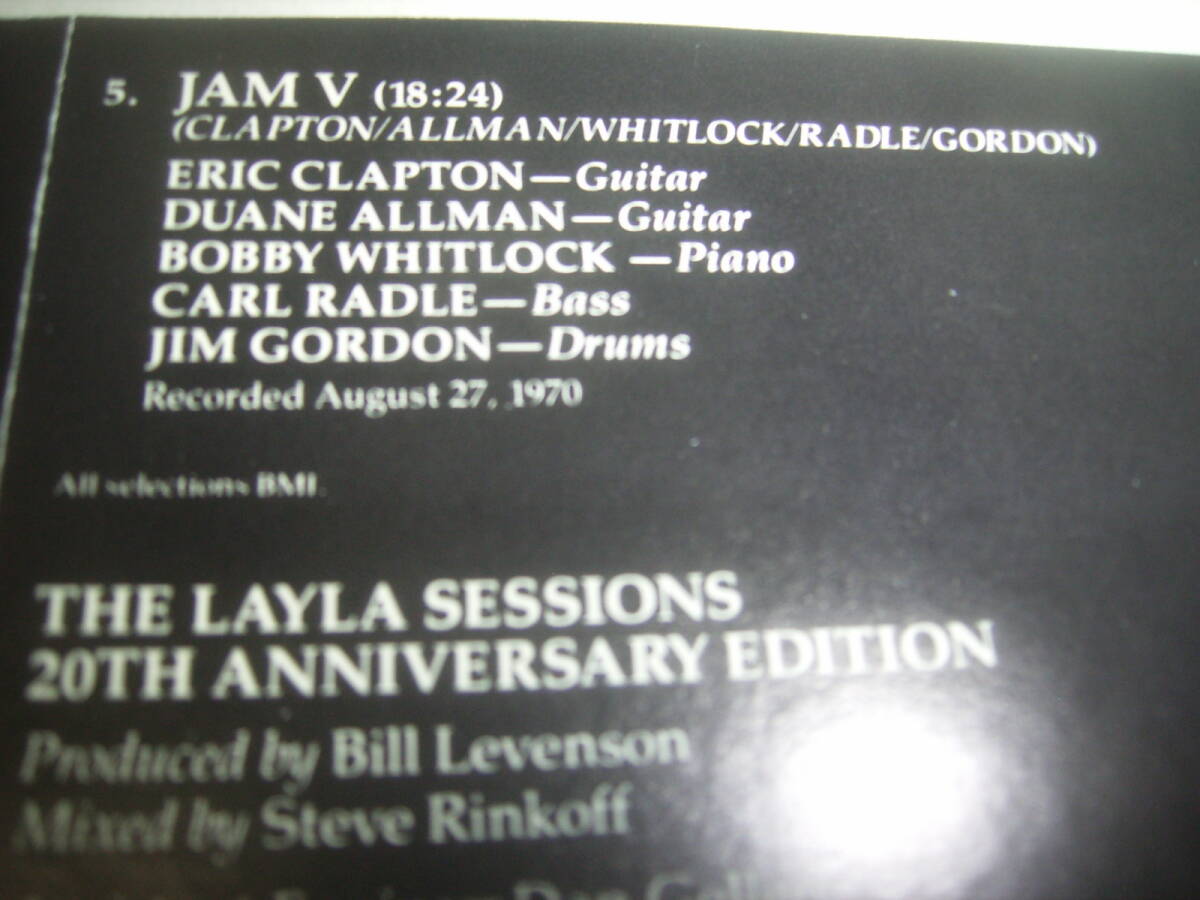 5. JAM V (18:24)
(CLAPTON/ALLMAN/WHITLOCK/RADLE/GORDON)
ERIC CLAPTON—Guitar
DUANE ALLMAN—Guitar
BOBBY WHITLOCK —Piano
CARL RADLE—Bass
JIM GORDON—Drums
Recorded August 27, 1970
All selections BMI.
THE LAYLA SESSIONS
20TH ANNIVERSARY EDITION
Produced by Bill Levenson
Mixed by Steve Rinkoff